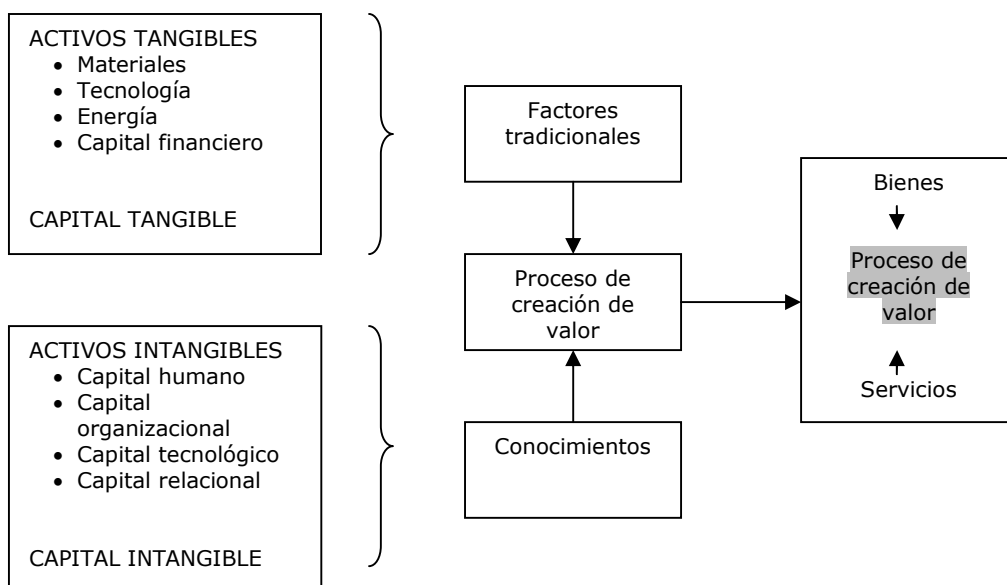 ACTIVOS TANGIBLES
• Materiales
• Tecnología
• Energía
• Capital financiero
CAPITAL TANGIBLE
ACTIVOS INTANGIBLES
• Capital humano
• Capital
organizacional
• Capital tecnológico
• Capital relacional
CAPITAL INTANGIBLE
Factores
tradicionales
Proceso de
creación de
valor
Conocimientos
Bienes
Proceso de
creación de
valor
Servicios